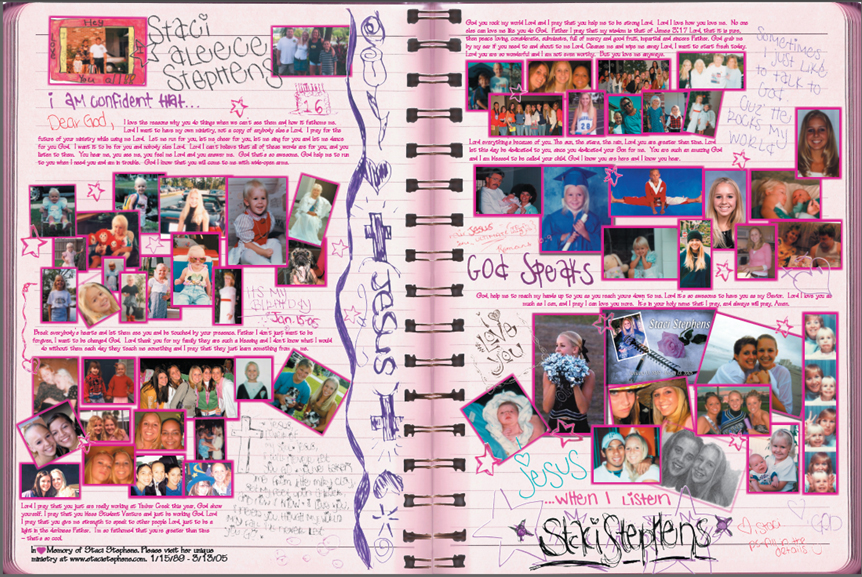 Hey
Staci
Caleece
Stephens
i am confident that...
16
Dear God,
I love the reasons why you do things when we can't see them and how is fathoms me.
Lord I want to have my own ministry, not a copy of anybody else's Lord. I pray for the
future of your ministry while using me Lord. Let me run for you, let me cheer for you, let me sing for you and let me dance
for you God. I want it to be for you and nobody else Lord. Lord I can't believe that all of these words are for you, and you
listen to them. You hear me, you see me, you feel me Lord and you answer me. God that's so awesome, God help me to run
to you when I need you and am in trouble. God I know that you will come to me with wide-open arms.
IT'S MY
BIRTHDAY
Jan. 15, 05
Break everybody's hearts and let them see you and be touched by your presence. Father I don't just want to be
forgiven, I want to be changed God. Lord thank you for my family they are such a blessing and I don't know what I would
do without them each day they teach me something and I pray that they just learn something from me.
Lord I pray that you just are really working at Timber Creek this year, God show
yourself. I pray that you bless Student Venture and just be working God. Lord
I pray that you give me strength to speak to other people Lord, just to be a
light in the darkness Father. I'm so fathomed that you're greater than time
– that's so cool.
In Memory of Staci Stephens. Please visit her unique
ministry at www.stacistephens.com. 1/15/89 - 3/13/05
Jesus
God you rock my world Lord and I pray that you help me to be strong Lord. Lord I love how you love me. No one
else can love me like you do God. Father I pray that my wisdom is that of James 3:17 Lord, that it is pure,
then peace loving, considerate, submissive, full of mercy and good fruit, impartial and sincere Father. God grab me
by my ear if you need to and shout to me Lord. Cleanse me and wipe me away Lord, I want to start fresh today.
Lord you are so wonderful and I am not even worthy. But you love me anyways.
Sometimes
I Just Like
to talk to
God
CUZ He
ROCKS MY
WORLD
Lord everything's because of you. The sun, the stars, the rain, Lord you are greater than time, Lord
let this day be dedicated to you, since you dedicated your Son for me. You are such an amazing God
and I am blessed to be called your child. God I know you are here and I know you hear.
Jesus
God Speaks
God, help me to reach my hands up to you as you reach yours down to me. Lord it's so awesome to have you as my Savior. Lord I love you as
much as I can, and I pray I can love you more. It's in your holy name that I pray, and always will pray, Amen.
I love
You
Staci Stephens
Jesus
...when I listen
Staci Stephens